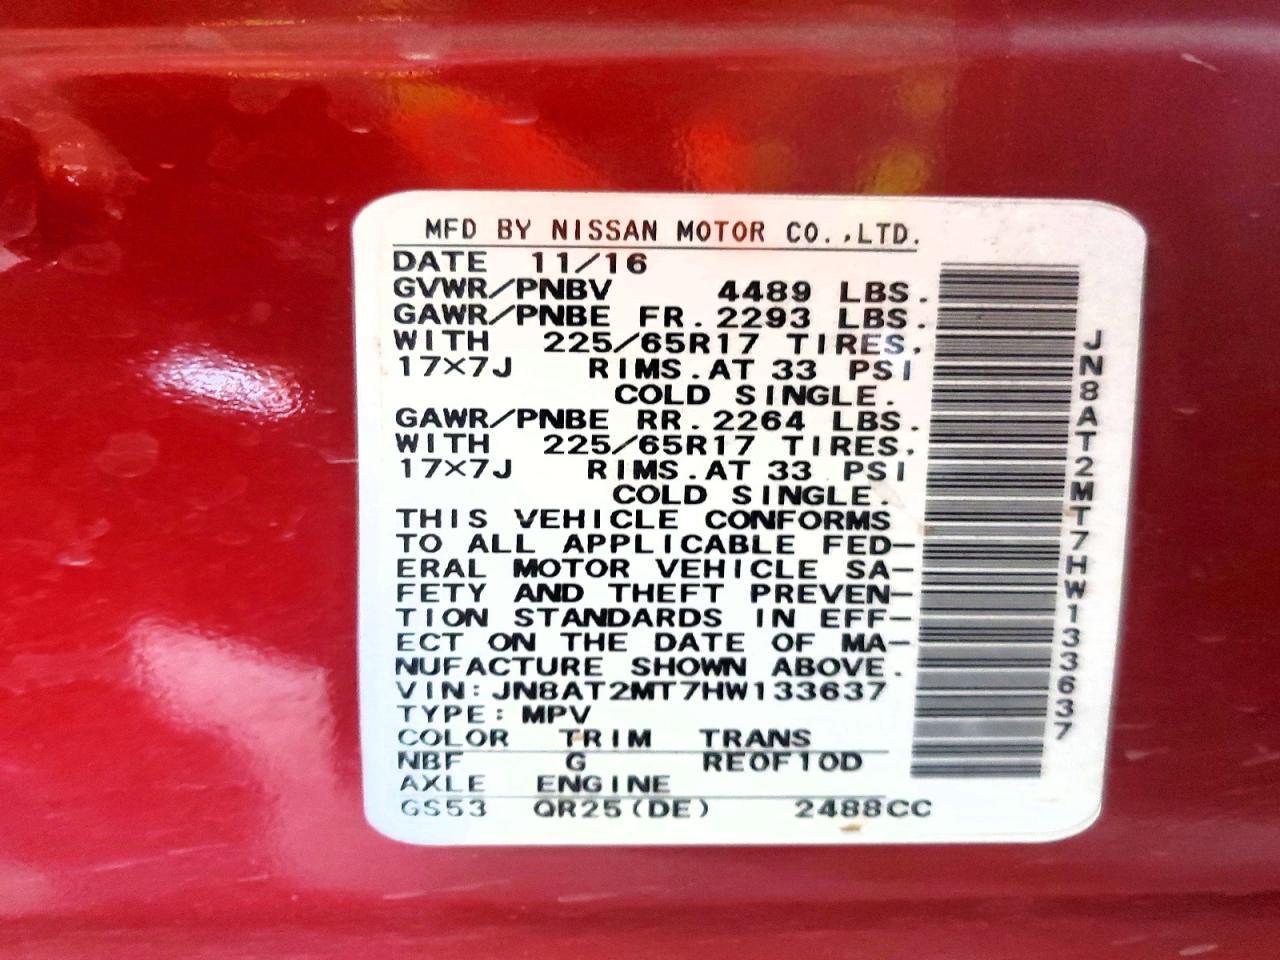 MFD BY NISSAN MOTOR CO.,LTD.
DATE 11/16
GVWR/PNBV 4489 LBS.
GAWR/PNBE FR. 2293 LBS.
WITH 225/65R17 TIRES,
17×7J RIMS.AT 33 PSI
COLD SINGLE.
GAWR/PNBE RR. 2264 LBS.
WITH 225/65R17 TIRES,
17×7J RIMS.AT 33 PSI
COLD SINGLE.
THIS VEHICLE CONFORMS
TO ALL APPLICABLE FED-
ERAL MOTOR VEHICLE SA-
FETY AND THEFT PREVEN-
TION STANDARDS IN EFF-
ECT ON THE DATE OF MA-
NUFACTURE SHOWN ABOVE.
VIN: JN8AT2MT7HW133637
TYPE: MPV
COLOR TRIM TRANS
NBF G RE0F10D
AXLE ENGINE
GS53 QR25(DE) 2488CC
JN8AT2MT7HW133637